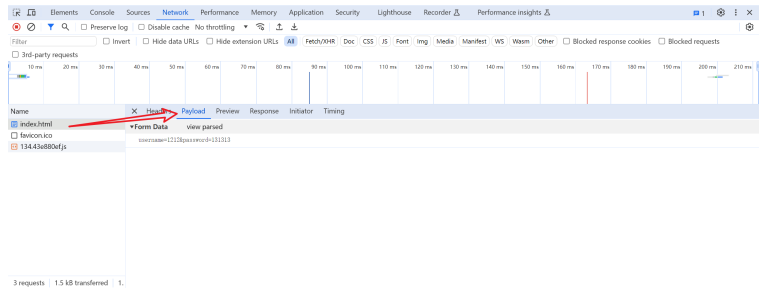 Elements Console Sources Network Performance Memory Application Security Lighthouse Recorder Performance insights 1
Preserve log Disable cache No throttling
Filter Invert Hide data URLs Hide extension URLs All Fetch/XHR Doc CSS JS Font Img Media Manifest WS Wasm Other Blocked response cookies Blocked requests
3rd-party requests
10 ms 20 ms 30 ms 40 ms 50 ms 60 ms 70 ms 80 ms 90 ms 100 ms 110 ms 120 ms 130 ms 140 ms 150 ms 160 ms 170 ms 180 ms 190 ms 200 ms 210 ms
Name Headers Payload Preview Response Initiator Timing
index.html ▼Form Data view parsed
favicon.ico
username=1212&password=131313
134.43e880ef.js
3 requests 1.5 kB transferred 1.